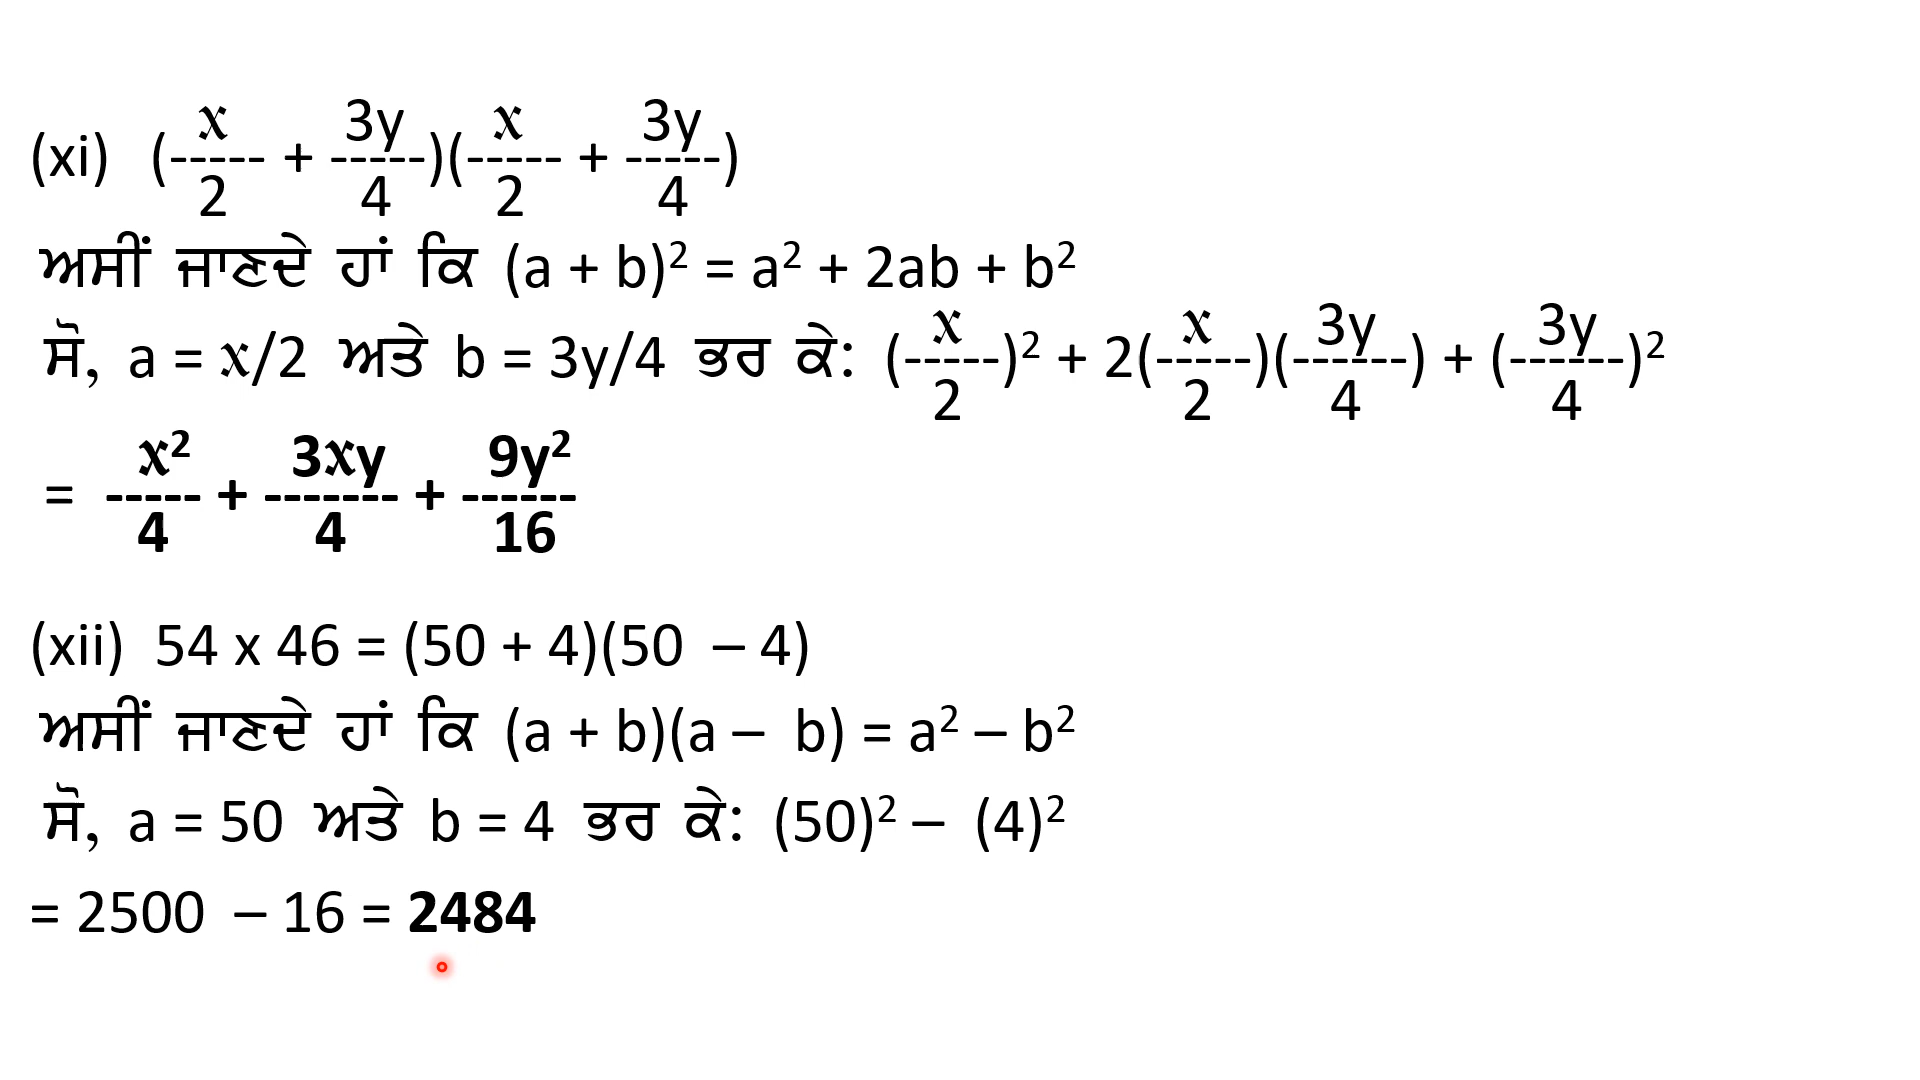 (xi) (x/2 + 3y/4)(x/2 + 3y/4)
ਅਸੀਂ ਜਾਣਦੇ ਹਾਂ ਕਿ (a + b)² = a² + 2ab + b²
ਸੋ, a = x/2 ਅਤੇ b = 3y/4 ਭਰ ਕੇ: (x/2)² + 2(x/2)(3y/4) + (3y/4)²
= x²/4 + 3xy/4 + 9y²/16
(xii) 54 x 46 = (50 + 4)(50 – 4)
ਅਸੀਂ ਜਾਣਦੇ ਹਾਂ ਕਿ (a + b)(a – b) = a² – b²
ਸੋ, a = 50 ਅਤੇ b = 4 ਭਰ ਕੇ: (50)² – (4)²
= 2500 – 16 = 2484